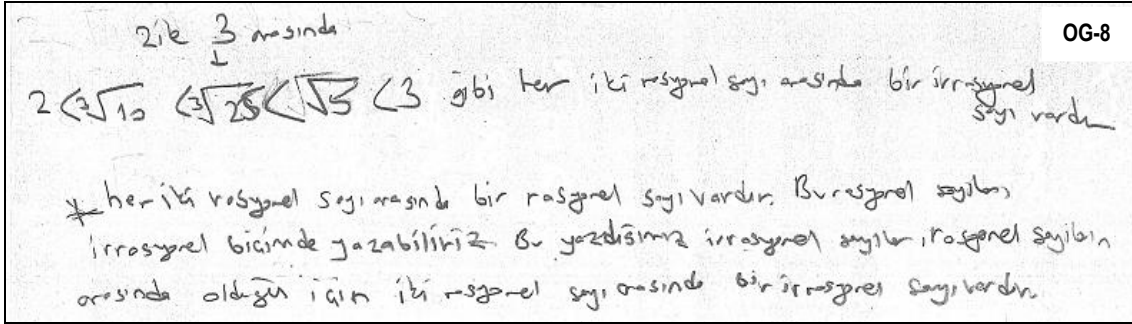 2 ile 3 arasında
OG-8
2 < ∛10 < ∛25 < √5 < 3 gibi her iki rasyonel sayı arasında bir irrasyonel
sayı vardır
* her iki rasyonel sayı arasında bir rasyonel sayı vardır. Bu rasyonel sayıları,
irrasyonel biçimde yazabiliriz. Bu yazdığımız irrasyonel sayılar, rasyonel sayıların
arasında olduğu için iki rasyonel sayı arasında bir irrasyonel sayı vardır.